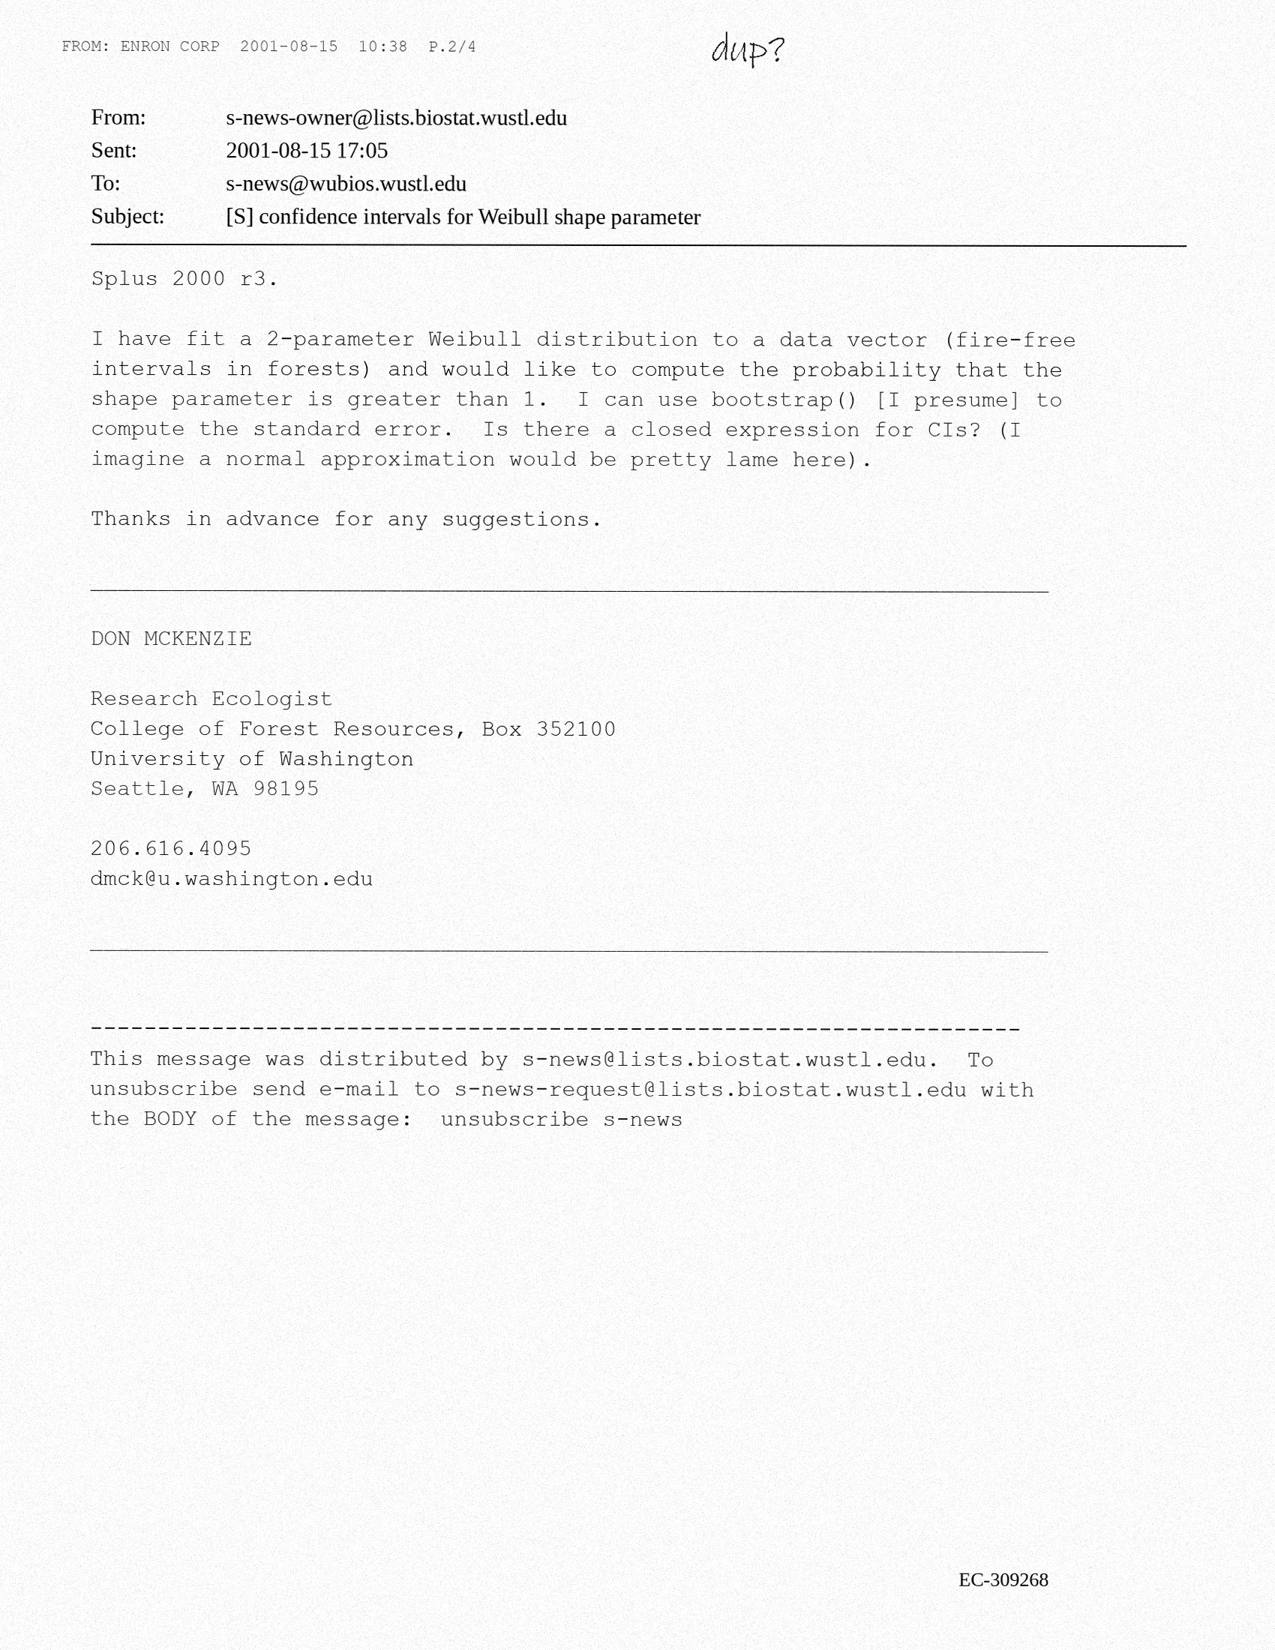 FROM: ENRON CORP 2001-08-15 10:38 P.2/4
dup?
From: s-news-owner@lists.biostat.wustl.edu
Sent: 2001-08-15 17:05
To: s-news@wubios.wustl.edu
Subject: [S] confidence intervals for Weibull shape parameter
Splus 2000 r3.
I have fit a 2-parameter Weibull distribution to a data vector (fire-free
intervals in forests) and would like to compute the probability that the
shape parameter is greater than 1.  I can use bootstrap() [I presume] to
compute the standard error.  Is there a closed expression for CIs? (I
imagine a normal approximation would be pretty lame here).
Thanks in advance for any suggestions.
_______________________________________________________________________
DON MCKENZIE
Research Ecologist
College of Forest Resources, Box 352100
University of Washington
Seattle, WA 98195
206.616.4095
dmck@u.washington.edu
_______________________________________________________________________
---------------------------------------------------------------------
This message was distributed by s-news@lists.biostat.wustl.edu.  To
unsubscribe send e-mail to s-news-request@lists.biostat.wustl.edu with
the BODY of the message:  unsubscribe s-news
EC-309268